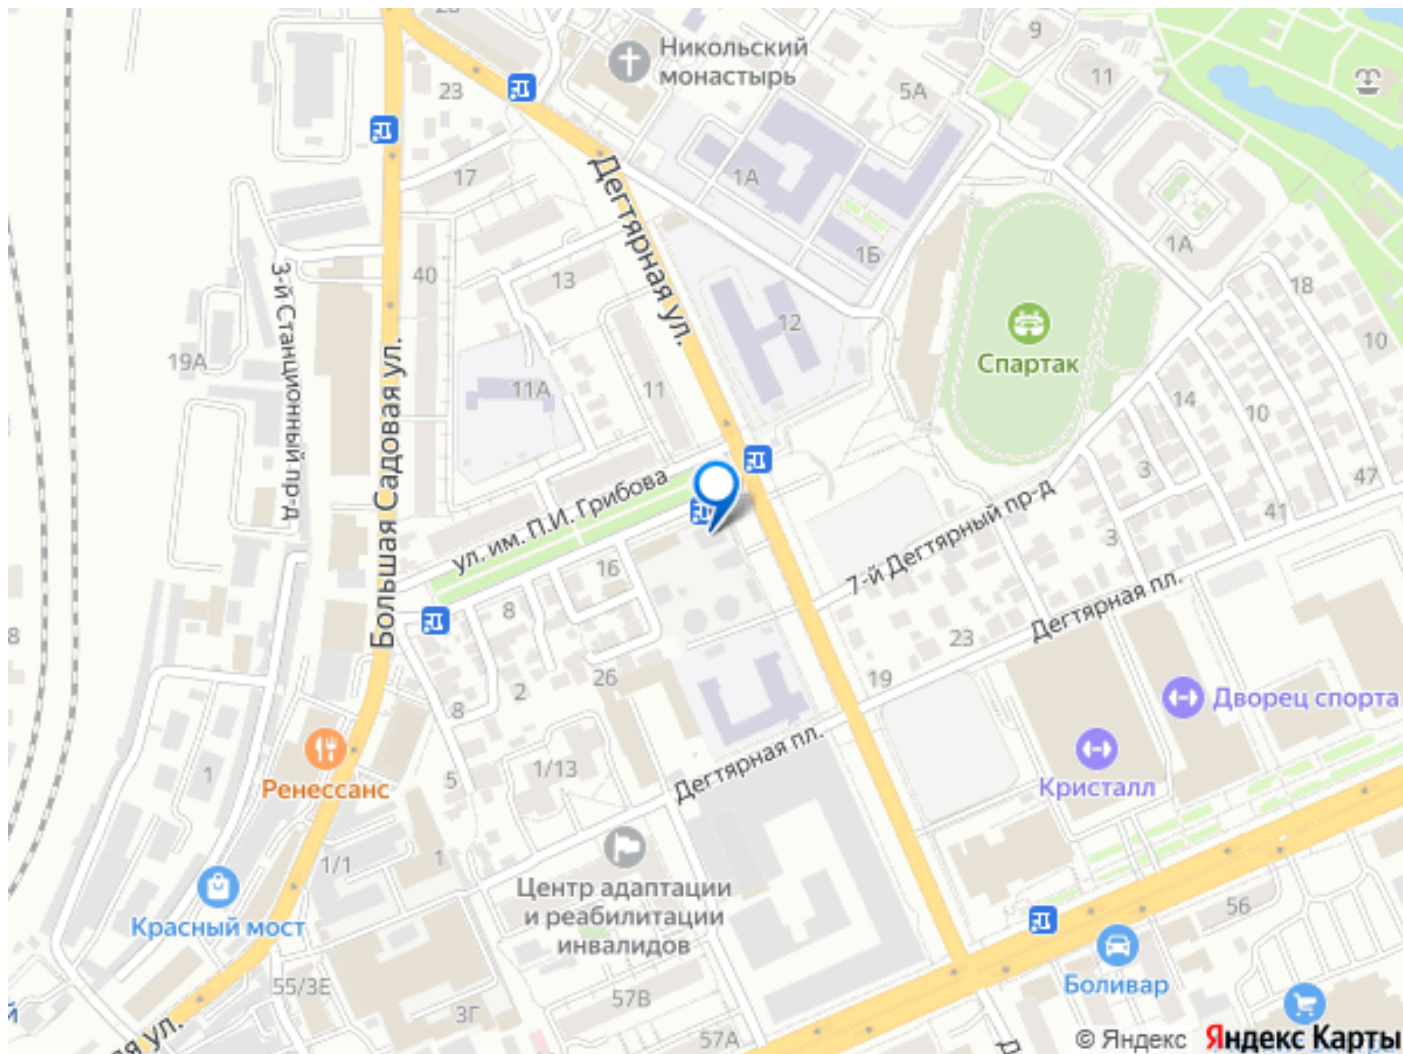 23
Никольский
монастырь
5А
9
11
17
1А
Дегтярная ул.
1Б
1А
18
3-й Станционный пр-д
40
13
12
Спартак
10
19А
11А
11
14
10
Большая Садовая ул.
3
47
ул. им. П.И. Грибова
41
7-й Дегтярный пр-д
3
16
8
8
Дегтярная пл.
23
26
2
19
8
Дворец спорта
Ренессанс
1
5
1/13
Дегтярная пл.
Кристалл
1/1
1
Центр адаптации
и реабилитации
инвалидов
Красный мост
56
Боливар
55/3Е
57В
3Г
57А
ая ул.
© Яндекс Яндекс Карты